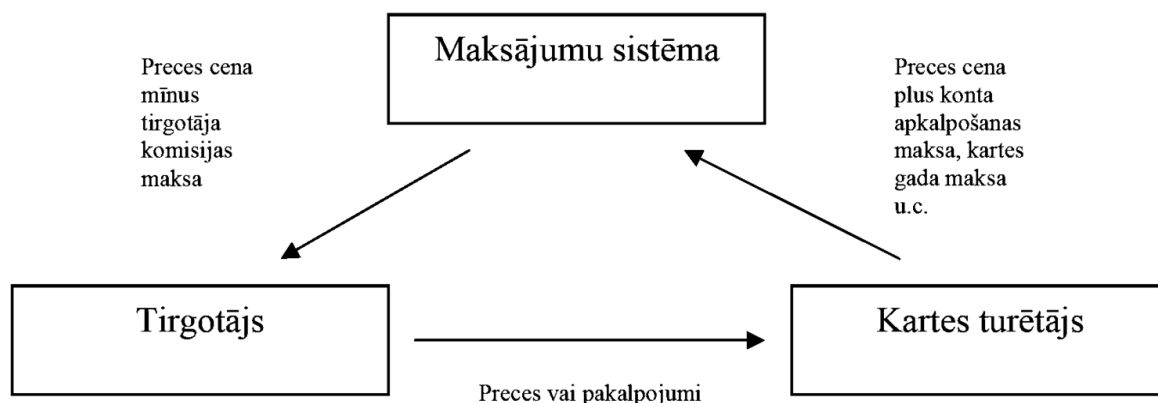 Maksājumu sistēma
Preces cena
mīnus
tirgotāja
komisijas
maksa
Preces cena
plus konta
apkalpošanas
maksa, kartes
gada maksa
u.c.
Tirgotājs
Kartes turētājs
Preces vai pakalpojumi